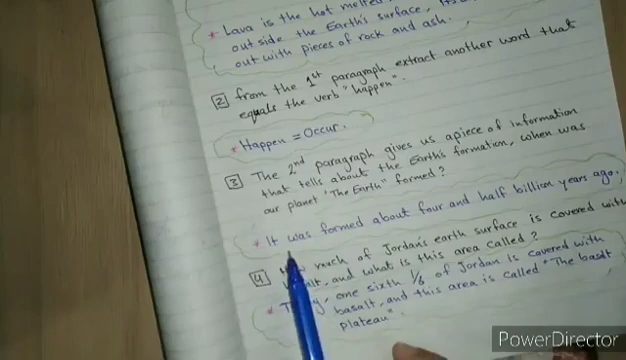 * Lava is the hot melted
out side the Earth's surface,
out with pieces of rock and ash.
2 from the 1st paragraph extract another word that
equals the verb "happen".
* Happen = Occur.
3 The 2nd paragraph gives us apiece of information
that tells about the Earth's formation, when was
our planet "The Earth" formed?
* It was formed about four and half billion years ago.
4 much of Jordan's earth surface is covered with
and what is this area called?
* one sixth 1/6 of Jordan is covered with
basalt, and this area is called "The baslt
plateau".
PowerDirector